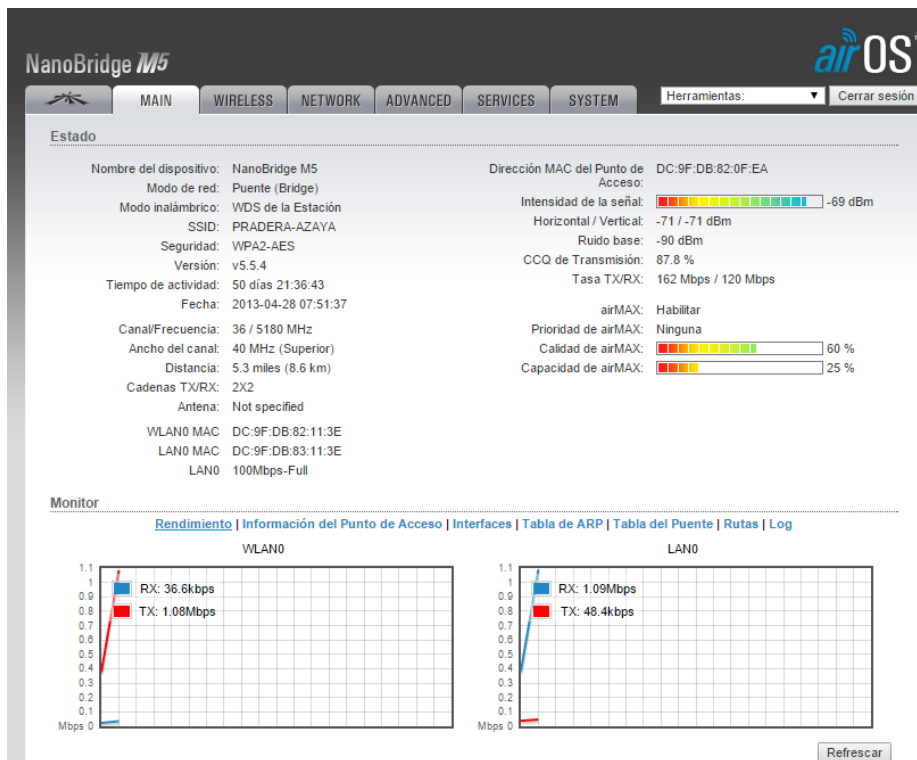 NanoBridge M5
airOS™
MAIN
WIRELESS
NETWORK
ADVANCED
SERVICES
SYSTEM
Herramientas:
Cerrar sesión
Estado
Nombre del dispositivo: NanoBridge M5
Modo de red: Puente (Bridge)
Modo inalámbrico: WDS de la Estación
SSID: PRADERA-AZAYA
Seguridad: WPA2-AES
Versión: v5.5.4
Tiempo de actividad: 50 días 21:36:43
Fecha: 2013-04-28 07:51:37
Canal/Frecuencia: 36 / 5180 MHz
Ancho del canal: 40 MHz (Superior)
Distancia: 5.3 miles (8.6 km)
Cadenas TX/RX: 2X2
Antena: Not specified
WLAN0 MAC DC:9F:DB:82:11:3E
LAN0 MAC DC:9F:DB:83:11:3E
LAN0 100Mbps-Full
Dirección MAC del Punto de Acceso: DC:9F:DB:82:0F:EA
Intensidad de la señal: -69 dBm
Horizontal / Vertical: -71 / -71 dBm
Ruido base: -90 dBm
CCQ de Transmisión: 87.8 %
Tasa TX/RX: 162 Mbps / 120 Mbps
airMAX: Habilitar
Prioridad de airMAX: Ninguna
Calidad de airMAX: 60 %
Capacidad de airMAX: 25 %
Monitor
Rendimiento | Información del Punto de Acceso | Interfaces | Tabla de ARP | Tabla del Puente | Rutas | Log
WLAN0
1.1
1
0.9
0.8
0.7
0.6
0.5
0.4
0.3
0.2
0.1
Mbps 0
RX: 36.6kbps
TX: 1.08Mbps
LAN0
1.1
1
0.9
0.8
0.7
0.6
0.5
0.4
0.3
0.2
0.1
Mbps 0
RX: 1.09Mbps
TX: 48.4kbps
Refrescar